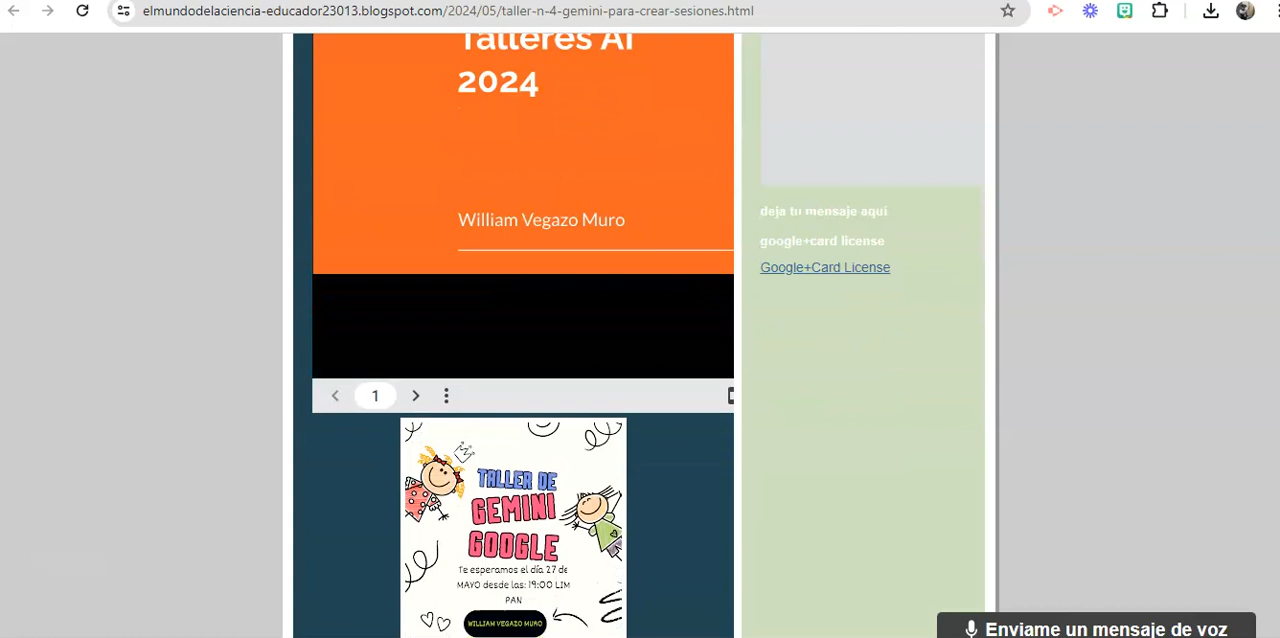 elmundodelaciencia-educador23013.blogspot.com/2024/05/taller-n-4-gemini-para-crear-sesiones.html
Talleres AI
2024
William Vegazo Muro
1
TALLER DE
GEMINI
GOOGLE
Te esperamos el día 27 de
MAYO desde las: 19:00 LIM
PAN
WILLIAM VEGAZO MURO
deja tu mensaje aquí
google+card license
Google+Card License
Enviame un mensaje de voz